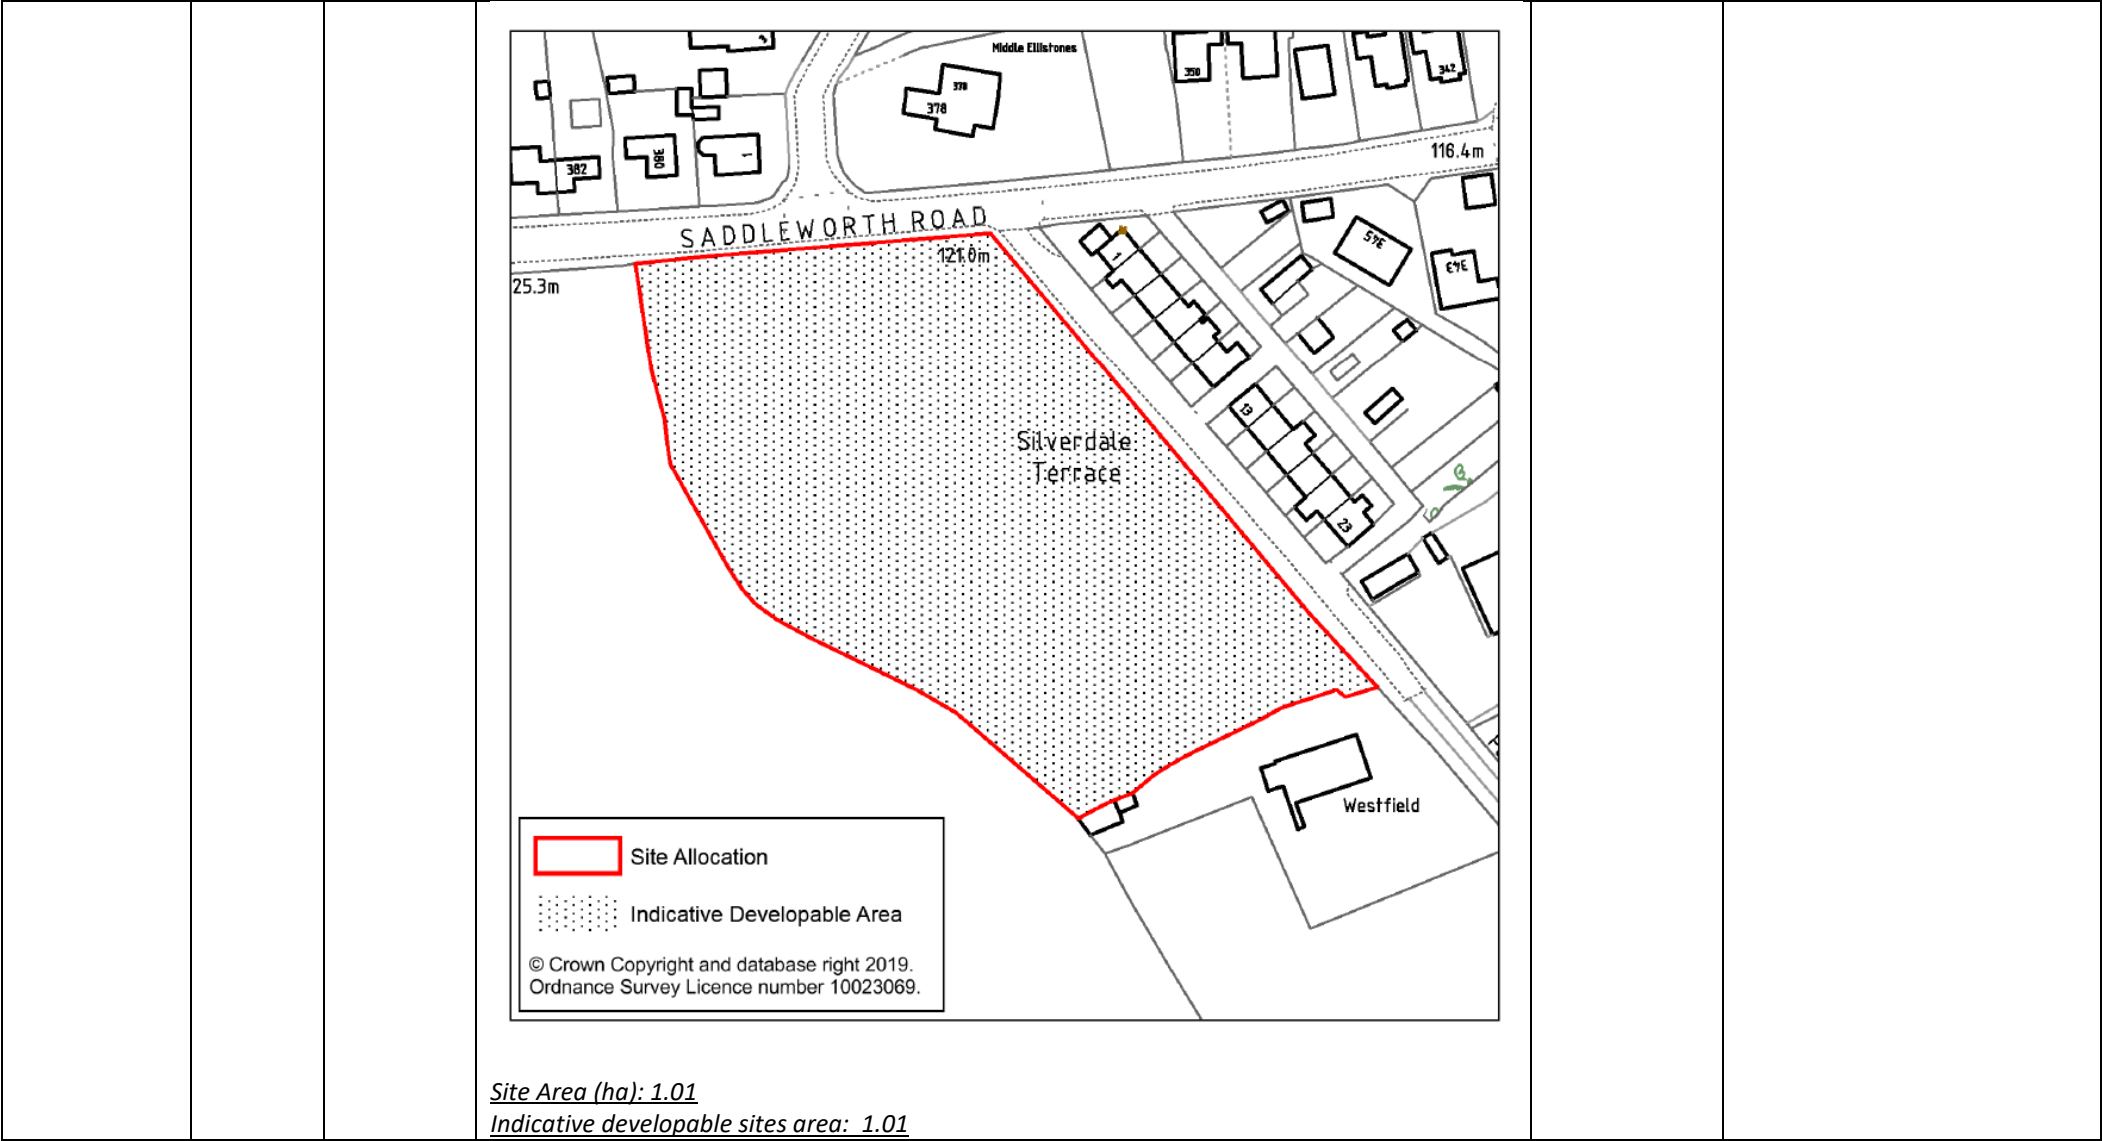 Middle Ellistones
378
378
350
342
382
380
1
116.4m
SADDLEWORTH ROAD
121.0m
25.3m
1
345
343
13
Silverdale
Terrace
23
Westfield
Site Allocation
Indicative Developable Area
© Crown Copyright and database right 2019.
Ordnance Survey Licence number 10023069.
Site Area (ha): 1.01
Indicative developable sites area: 1.01